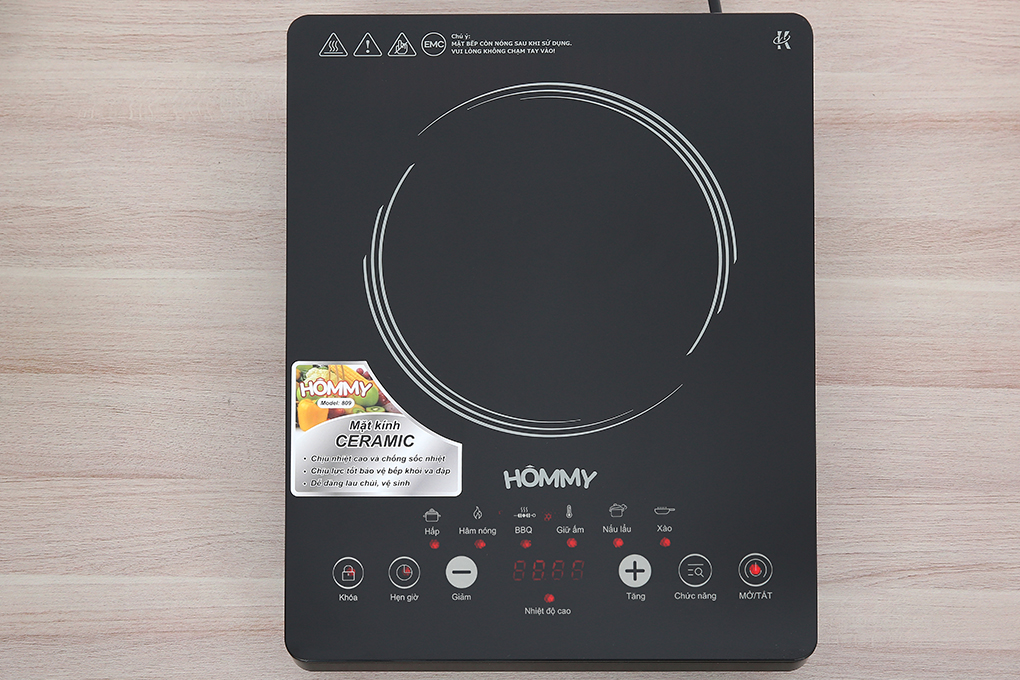 EMC
Chú ý:
MẶT BẾP CÒN NÓNG SAU KHI SỬ DỤNG.
VUI LÒNG KHÔNG CHẠM TAY VÀO!
HÔMMY
Model: 809
Mặt kính
CERAMIC
• Chịu nhiệt cao và chống sốc nhiệt
• Chịu lực tốt bảo vệ bếp khỏi va đập
• Dễ dàng lau chùi, vệ sinh
HÔMMY
Hấp Hâm nóng BBQ Giữ ấm Nấu lẩu Xào
Khóa Hẹn giờ Giảm Tăng Chức năng MỞ/TẮT
Nhiệt độ cao